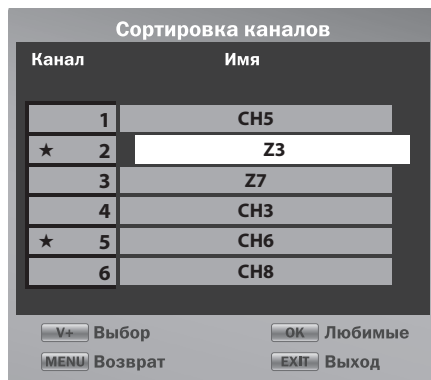 Сортировка каналов
Канал Имя
1 CH5
★ 2 Z3
3 Z7
4 CH3
★ 5 CH6
6 CH8
V+ Выбор OK Любимые
MENU Возврат EXIT Выход